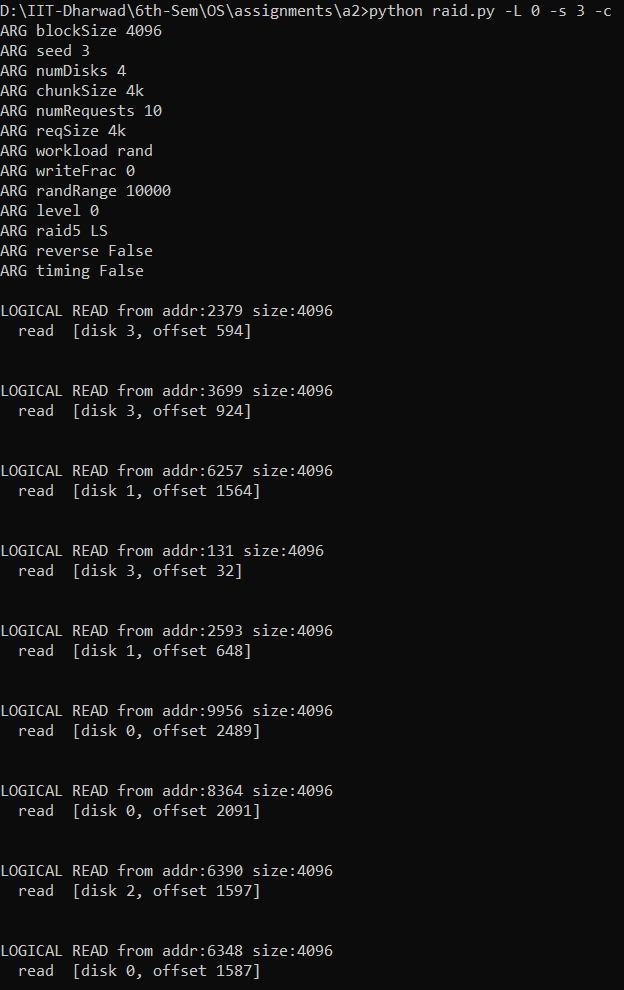 D:\IIT-Dharwad\6th-Sem\OS\assignments\a2>python raid.py -L 0 -s 3 -c
ARG blockSize 4096
ARG seed 3
ARG numDisks 4
ARG chunkSize 4k
ARG numRequests 10
ARG reqSize 4k
ARG workload rand
ARG writeFrac 0
ARG randRange 10000
ARG level 0
ARG raid5 LS
ARG reverse False
ARG timing False
LOGICAL READ from addr:2379 size:4096
read [disk 3, offset 594]
LOGICAL READ from addr:3699 size:4096
read [disk 3, offset 924]
LOGICAL READ from addr:6257 size:4096
read [disk 1, offset 1564]
LOGICAL READ from addr:131 size:4096
read [disk 3, offset 32]
LOGICAL READ from addr:2593 size:4096
read [disk 1, offset 648]
LOGICAL READ from addr:9956 size:4096
read [disk 0, offset 2489]
LOGICAL READ from addr:8364 size:4096
read [disk 0, offset 2091]
LOGICAL READ from addr:6390 size:4096
read [disk 2, offset 1597]
LOGICAL READ from addr:6348 size:4096
read [disk 0, offset 1587]